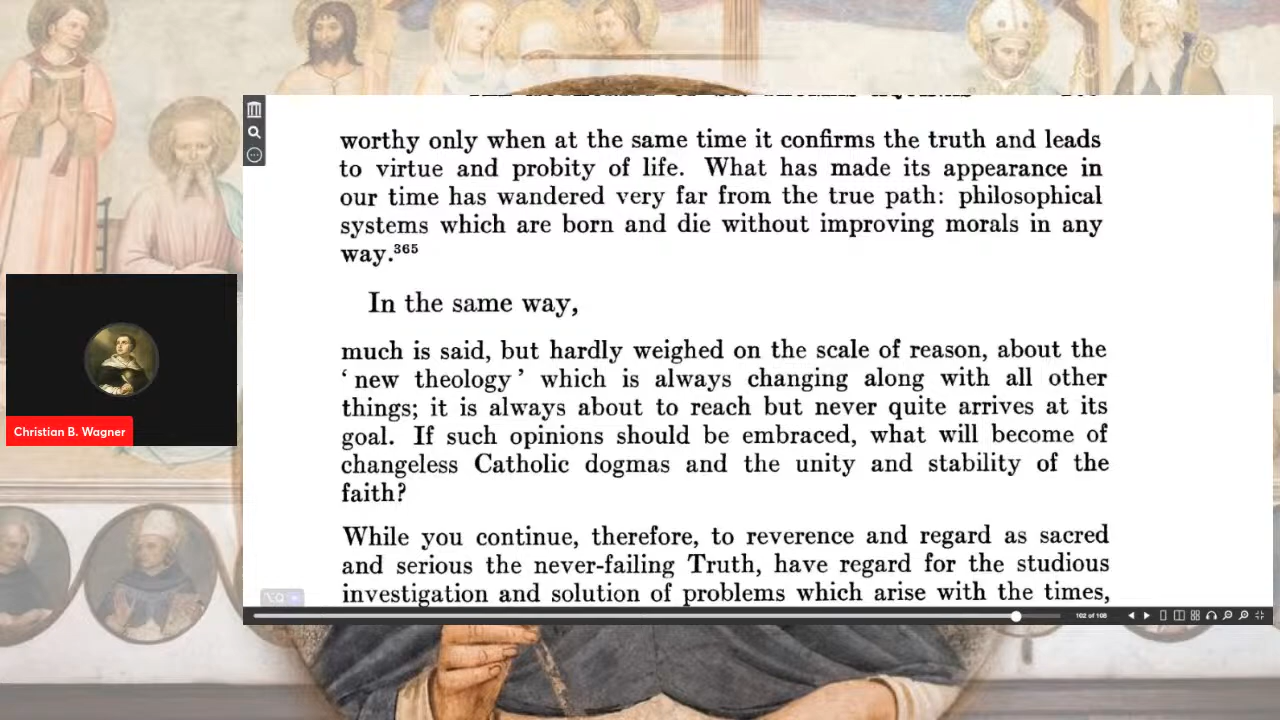 worthy only when at the same time it confirms the truth and leads
to virtue and probity of life. What has made its appearance in
our time has wandered very far from the true path: philosophical
systems which are born and die without improving morals in any
way.365
In the same way,
much is said, but hardly weighed on the scale of reason, about the
‘ new theology ’ which is always changing along with all other
things; it is always about to reach but never quite arrives at its
goal. If such opinions should be embraced, what will become of
changeless Catholic dogmas and the unity and stability of the
faith?
While you continue, therefore, to reverence and regard as sacred
and serious the never-failing Truth, have regard for the studious
investigation and solution of problems which arise with the times,
Christian B. Wagner
102 of 108